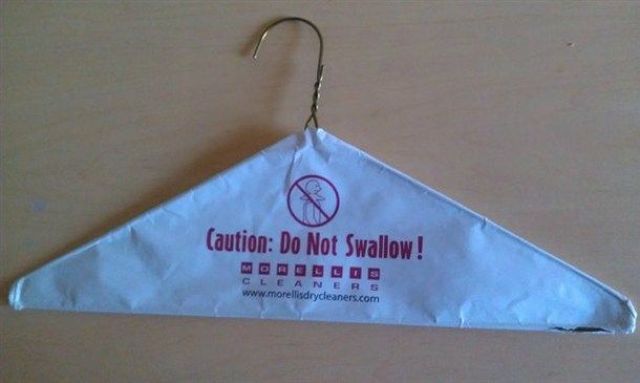 Caution: Do Not Swallow!
MORELLIS
CLEANERS
www.morellisdrycleaners.com